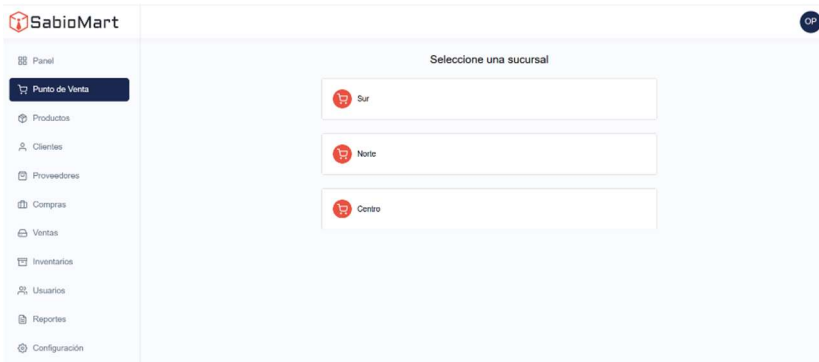 SabioMart
OP
Panel
Punto de Venta
Productos
Clientes
Proveedores
Compras
Ventas
Inventarios
Usuarios
Reportes
Configuración
Seleccione una sucursal
Sur
Norte
Centro